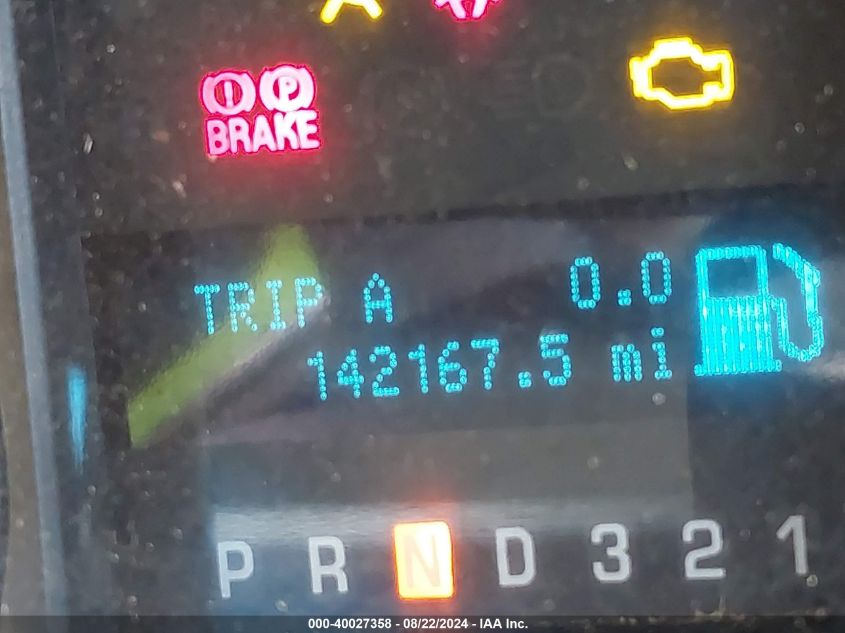 BRAKE
TRIP A 0.0
142167.5 mi
P R N D 3 2 1
000-40027358 - 08/22/2024 - IAA Inc.